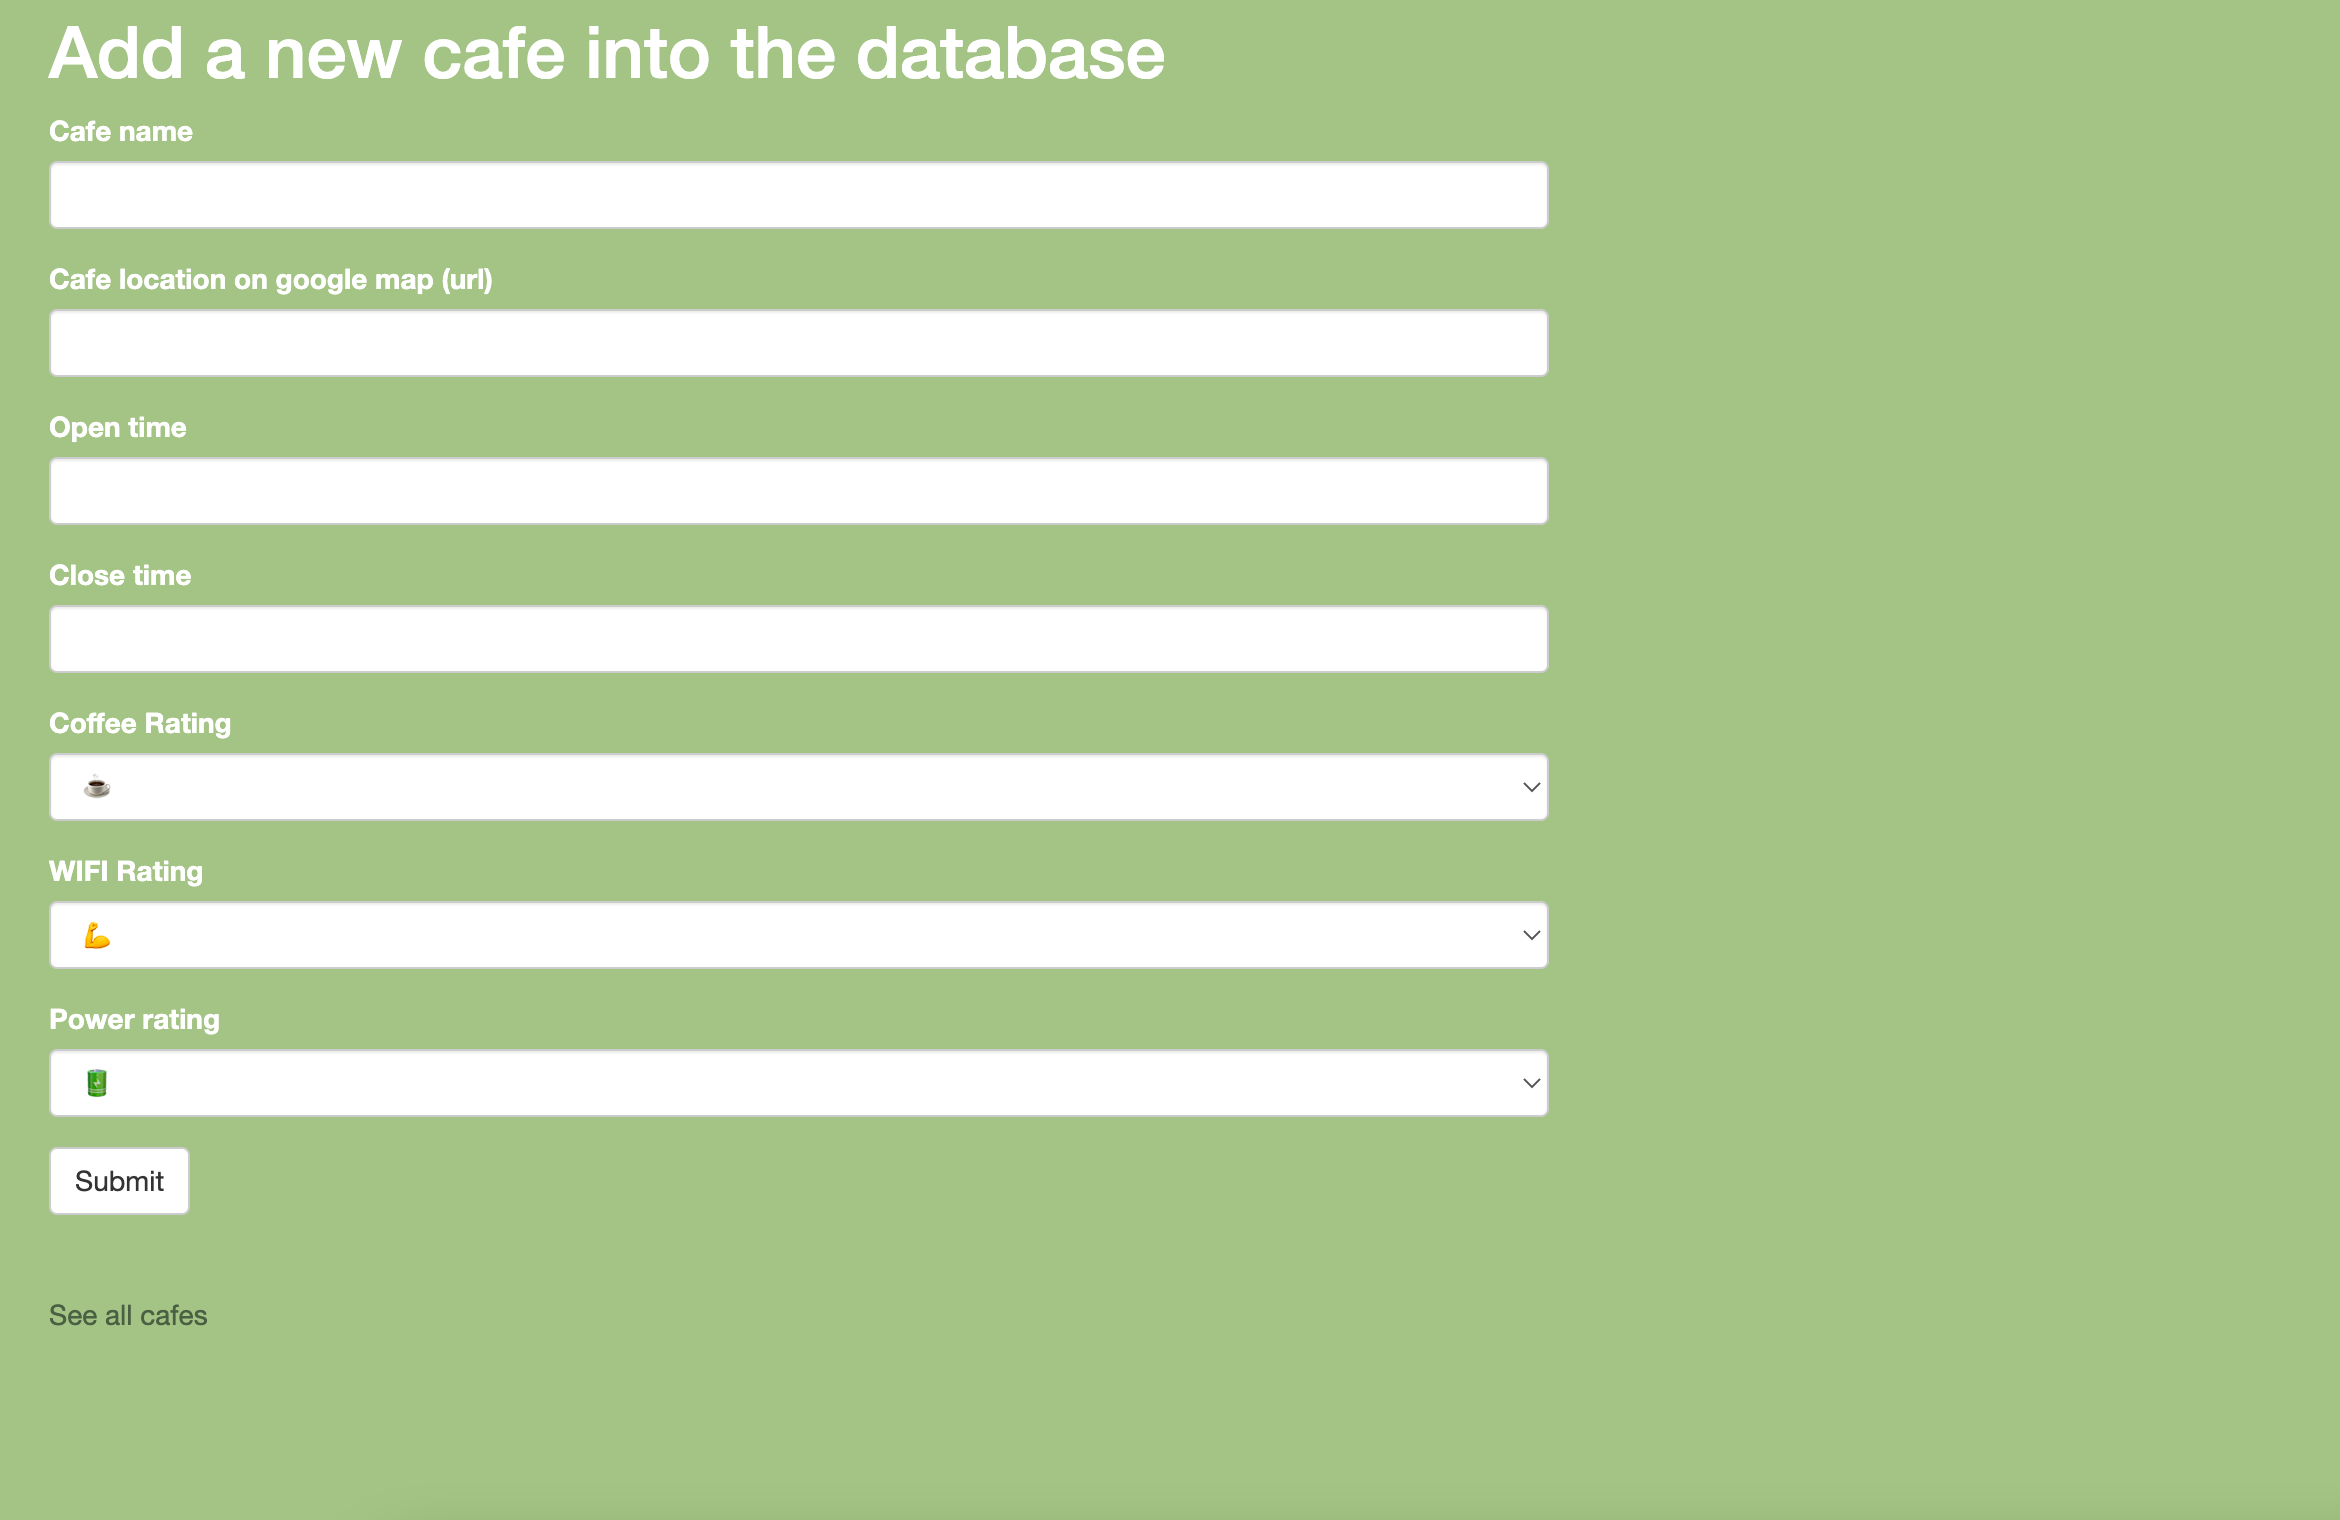 Add a new cafe into the database
Cafe name
Cafe location on google map (url)
Open time
Close time
Coffee Rating
☕
WIFI Rating
💪
Power rating
🔋
Submit
See all cafes